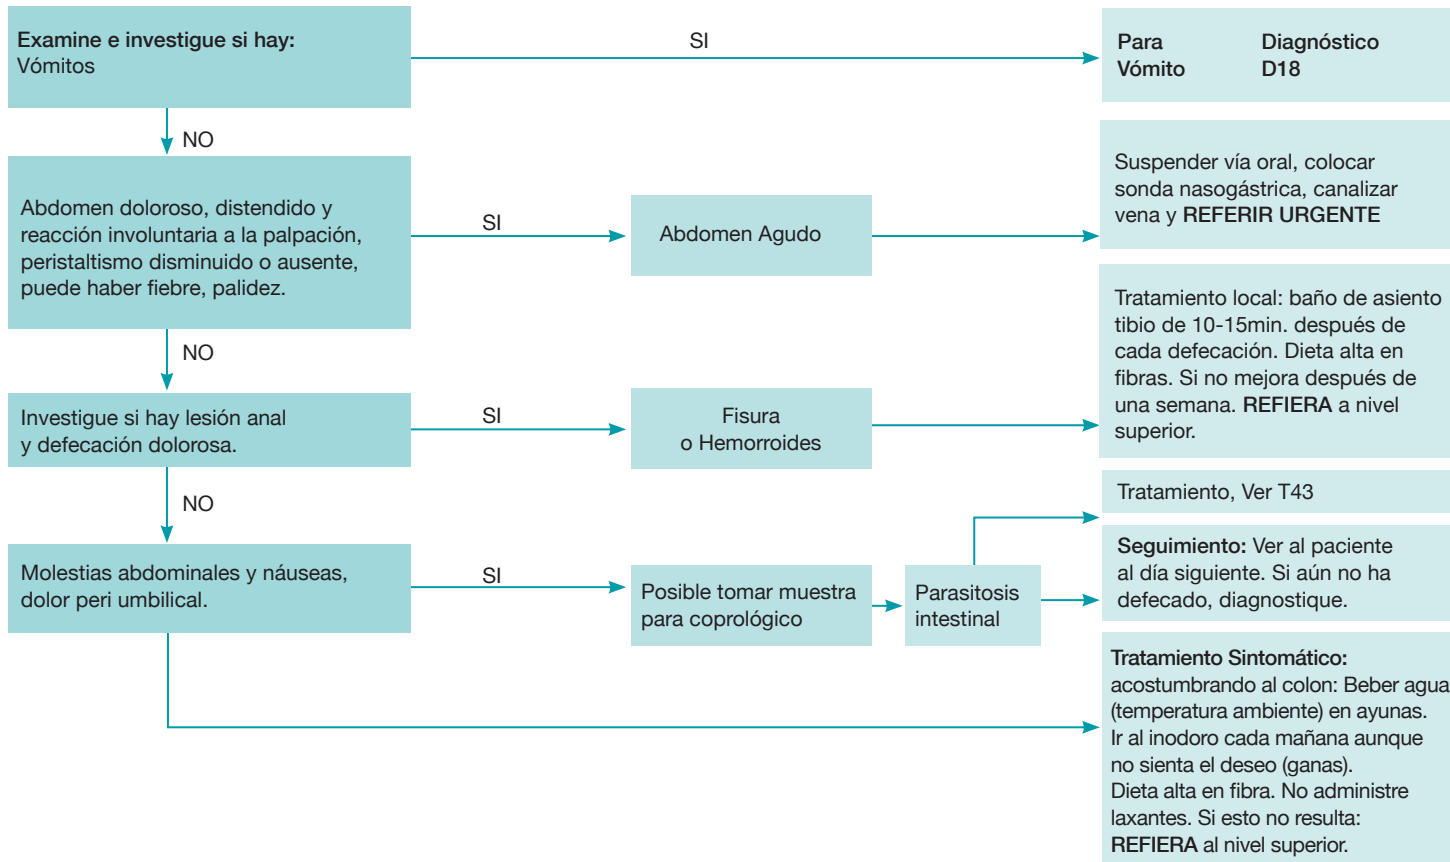 Examine e investigue si hay:
Vómitos
SI
Para Diagnóstico
Vómito D18
NO
Abdomen doloroso, distendido y
reacción involuntaria a la palpación,
peristaltismo disminuido o ausente,
puede haber fiebre, palidez.
SI
Abdomen Agudo
Suspender vía oral, colocar
sonda nasogástrica, canalizar
vena y REFERIR URGENTE
NO
Investigue si hay lesión anal
y defecación dolorosa.
SI
Fisura
o Hemorroides
Tratamiento local: baño de asiento
tibio de 10-15min. después de
cada defecación. Dieta alta en
fibras. Si no mejora después de
una semana. REFIERA a nivel
superior.
NO
Molestias abdominales y náuseas,
dolor peri umbilical.
SI
Posible tomar muestra
para coprológico
Parasitosis
intestinal
Tratamiento, Ver T43
Seguimiento: Ver al paciente
al día siguiente. Si aún no ha
defecado, diagnostique.
Tratamiento Sintomático:
acostumbrando al colon: Beber agua
(temperatura ambiente) en ayunas.
Ir al inodoro cada mañana aunque
no sienta el deseo (ganas).
Dieta alta en fibra. No administre
laxantes. Si esto no resulta:
REFIERA al nivel superior.